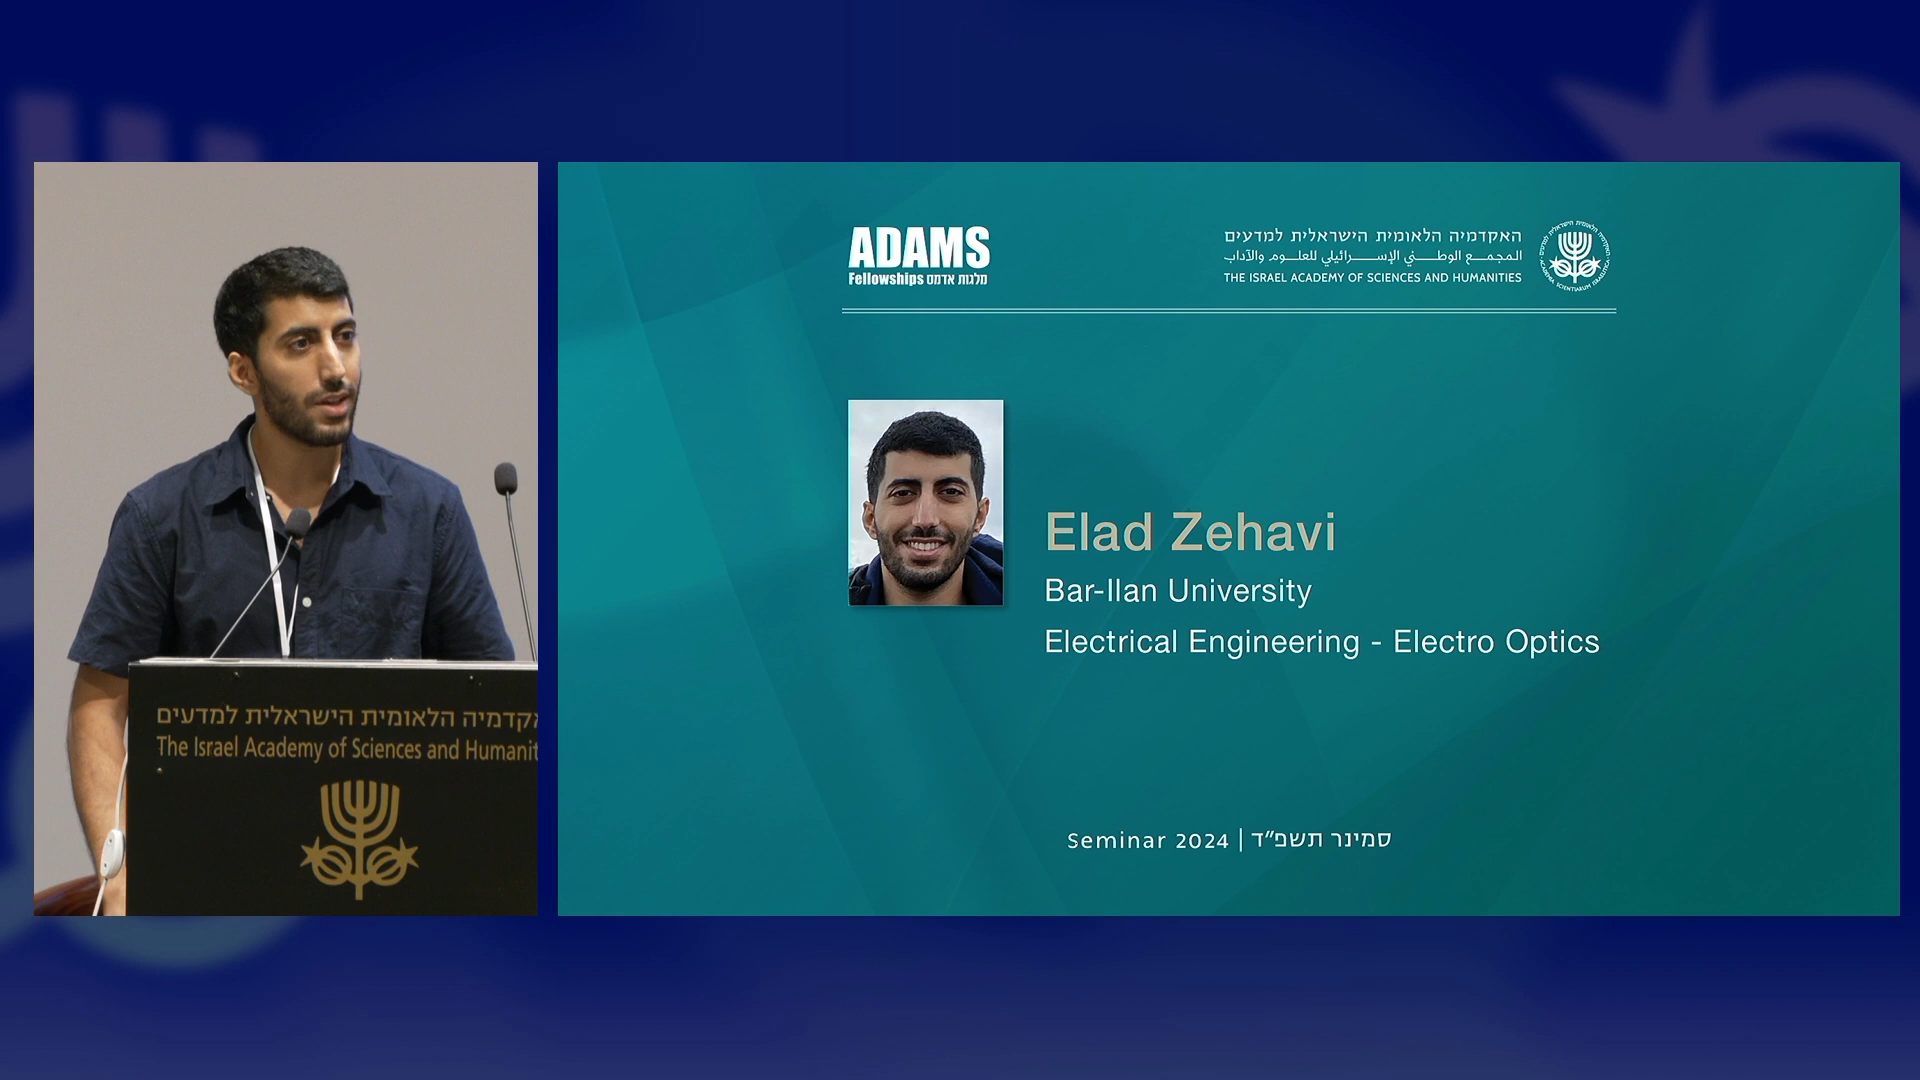 ADAMS
Fellowships מלגות אדמס
האקדמיה הלאומית הישראלית למדעים
المجمع الوطني الإسرائيلي للعلوم والآداب
THE ISRAEL ACADEMY OF SCIENCES AND HUMANITIES
Elad Zehavi
Bar-Ilan University
Electrical Engineering - Electro Optics
Seminar 2024 | סמינר תשפ״ד
אקדמיה הלאומית הישראלית למדעים
The Israel Academy of Sciences and Humanit